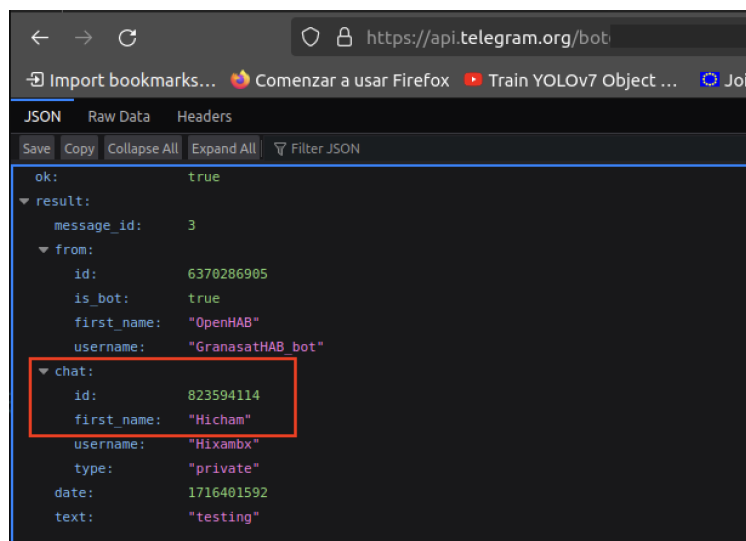 https://api.telegram.org/bot
Import bookmarks... Comenzar a usar Firefox Train YOLOv7 Object ... Joi
JSON Raw Data Headers
Save Copy Collapse All Expand All Filter JSON
ok: true
result:
message_id: 3
from:
id: 6370286905
is_bot: true
first_name: "OpenHAB"
username: "GranasatHAB_bot"
chat:
id: 823594114
first_name: "Hicham"
username: "Hixambx"
type: "private"
date: 1716401592
text: "testing"